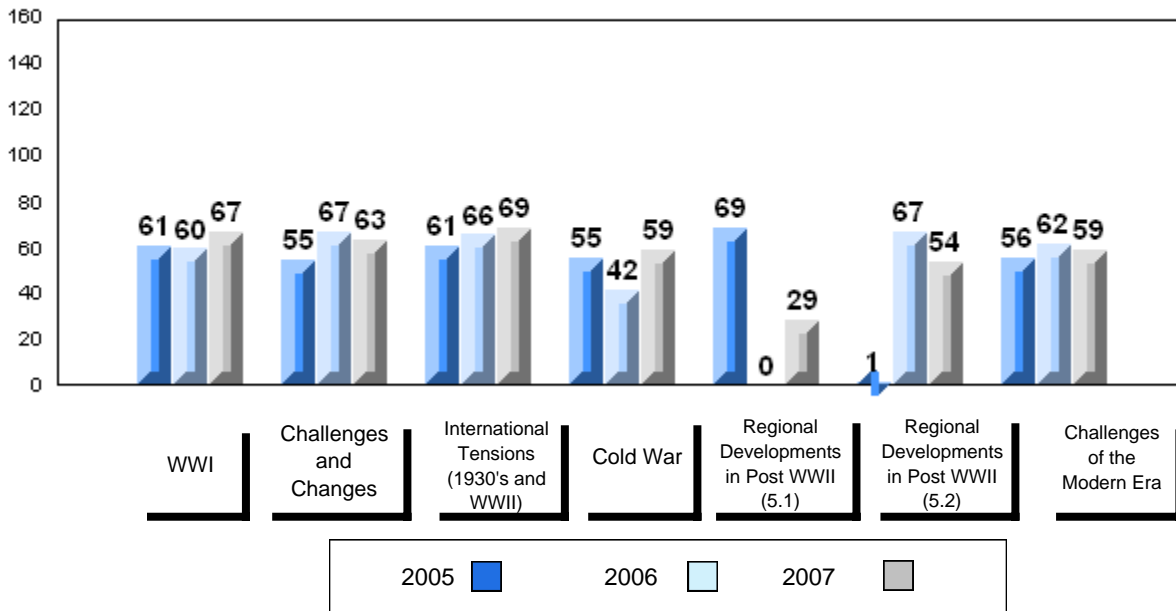 160
140
120
100
80
60
40
20
0
61
60
67
55
67
63
61
66
69
55
42
59
69
0
29
1
67
54
56
62
59
WWI
Challenges
and
Changes
International
Tensions
(1930's and
WWII)
Cold War
Regional
Developments
in Post WWII
(5.1)
Regional
Developments
in Post WWII
(5.2)
Challenges
of the
Modern Era
2005
2006
2007